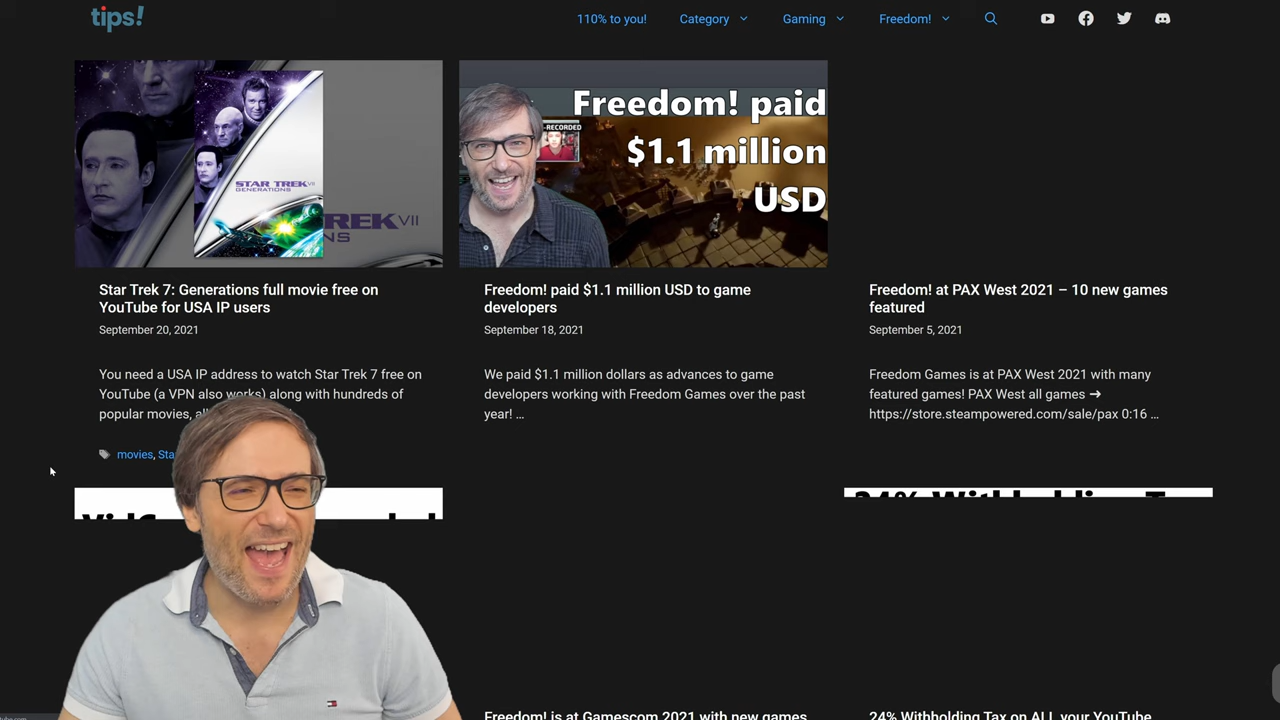 tips!
110% to you!
Category
Gaming
Freedom!
STAR TREK VII
GENERATIONS
TREK VII
NS
-RECORDED
Freedom! paid
$1.1 million
USD
Star Trek 7: Generations full movie free on
YouTube for USA IP users
September 20, 2021
You need a USA IP address to watch Star Trek 7 free on
YouTube (a VPN also works) along with hundreds of
popular movies, al
movies, Sta
Freedom! paid $1.1 million USD to game
developers
September 18, 2021
We paid $1.1 million dollars as advances to game
developers working with Freedom Games over the past
year! ...
Freedom! at PAX West 2021 – 10 new games
featured
September 5, 2021
Freedom Games is at PAX West 2021 with many
featured games! PAX West all games ➜
https://store.steampowered.com/sale/pax 0:16 ...
24% Withholding T
Freedom! is at Gamescom 2021 with new games
24% Withholding Tax on ALL your YouTube